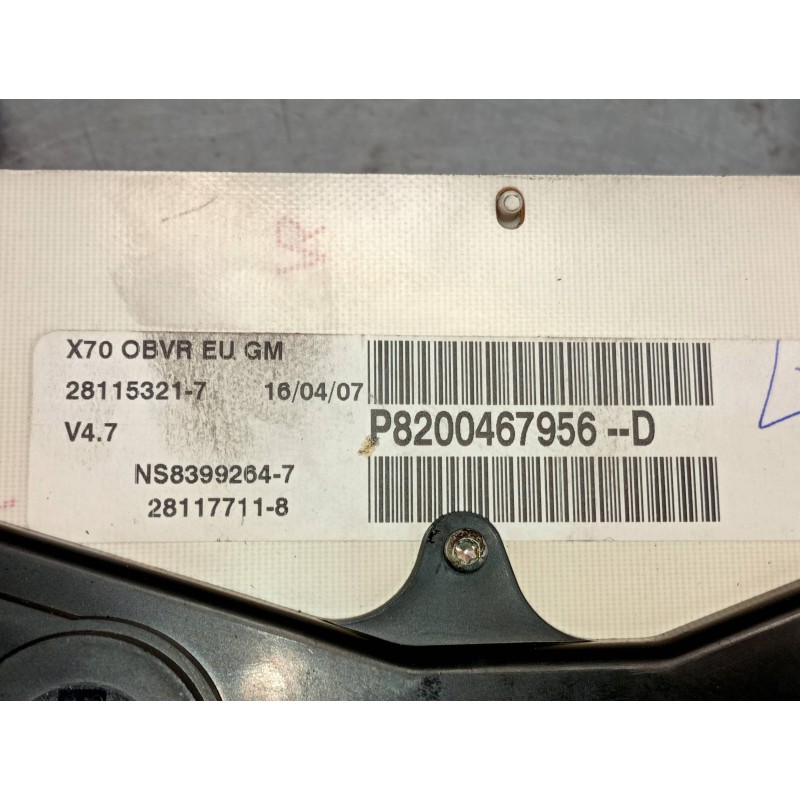 X70 OBVR EU GM
28115321-7 16/04/07
V4.7
P8200467956 --D
NS8399264-7
28117711-8